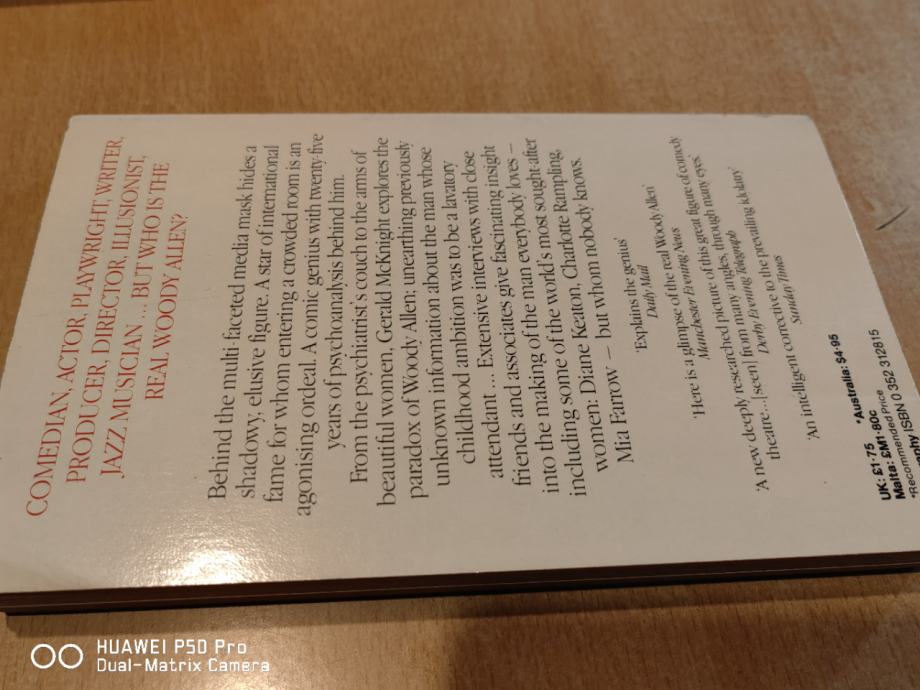 COMEDIAN, ACTOR, PLAYWRIGHT, WRITER,
PRODUCER, DIRECTOR, ILLUSIONIST,
JAZZ MUSICIAN ... BUT WHO IS THE
REAL WOODY ALLEN?
Behind the multi-faceted media mask hides a
shadowy, elusive figure. A star of international
fame for whom entering a crowded room is an
agonising ordeal. A comic genius with twenty-five
years of psychoanalysis behind him.
From the psychiatrist's couch to the arms of
beautiful women, Gerald McKnight explores the
paradox of Woody Allen; unearthing previously
unknown information about the man whose
childhood ambition was to be a lavatory
attendant ... Extensive interviews with close
friends and associates give fascinating insight
into the making of the man everybody loves –
including some of the world's most sought-after
women: Diane Keaton, Charlotte Rampling,
Mia Farrow – but whom nobody knows.
'Explains the genius'
Daily Mail
'Here is a glimpse of the real Woody Allen'
Manchester Evening News
'A new deeply researched picture of this great figure of comedy
theatre...[seen] from many angles, through many eyes.'
Derby Evening Telegraph
'An intelligent corrective to the prevailing idolatry'
Sunday Times
UK: £1·75 *Australia: $4·95
Malta: £M1·80c
*Recommended Price
ISBN 0 352 312815
HUAWEI P50 Pro
Dual-Matrix Camera